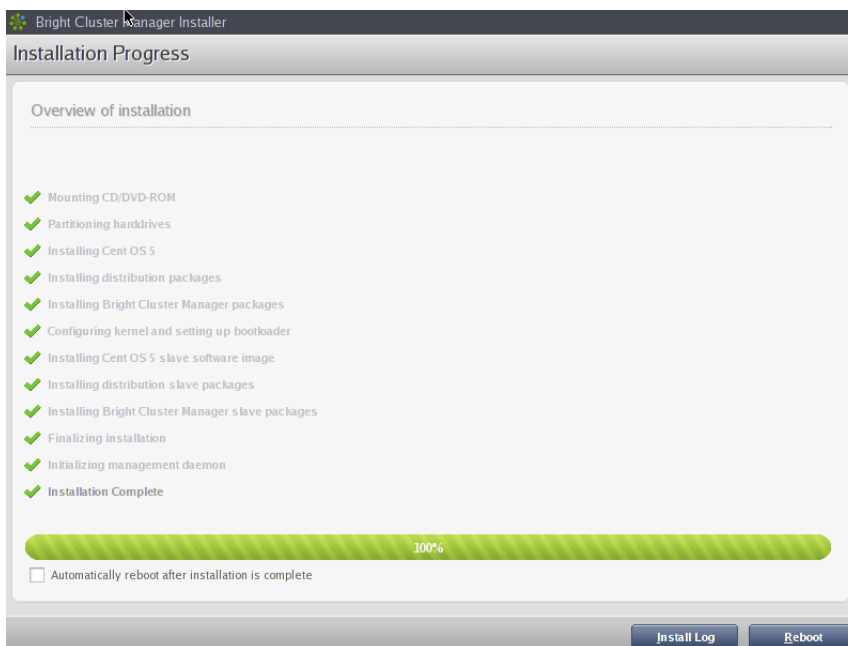 Bright Cluster Manager Installer
Installation Progress
Overview of installation
Mounting CD/DVD-ROM
Partitioning harddrives
Installing Cent OS 5
Installing distribution packages
Installing Bright Cluster Manager packages
Configuring kernel and setting up bootloader
Installing Cent OS 5 slave software image
Installing distribution slave packages
Installing Bright Cluster Manager slave packages
Finalizing installation
Initializing management daemon
Installation Complete
100%
Automatically reboot after installation is complete
Install Log Reboot